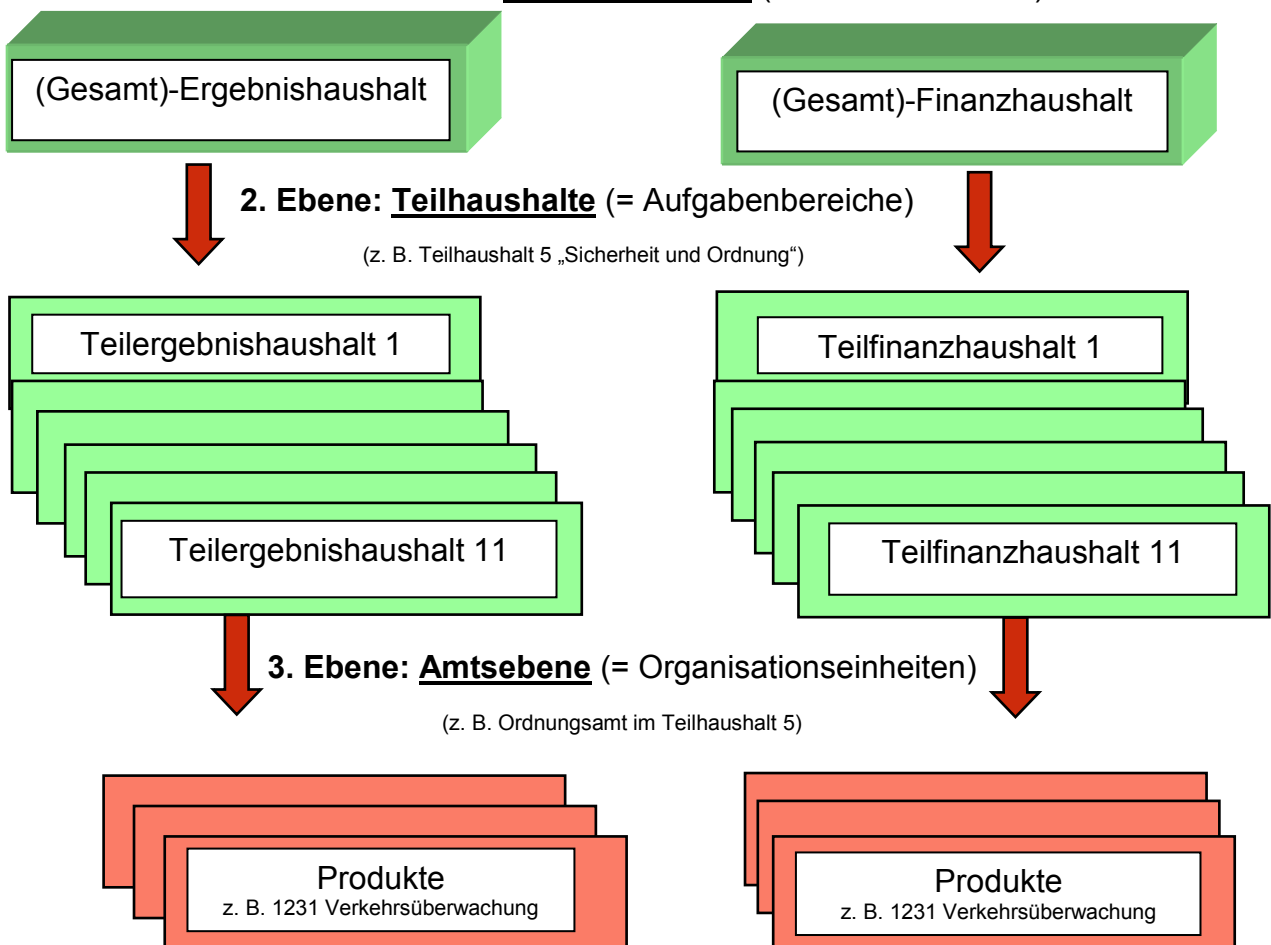 (Gesamt)-Ergebnishaushalt
(Gesamt)-Finanzhaushalt
2. Ebene: Teilhaushalte (= Aufgabenbereiche)
(z. B. Teilhaushalt 5 „Sicherheit und Ordnung“)
Teilergebnishaushalt 1
Teilfinanzhaushalt 1
Teilergebnishaushalt 11
Teilfinanzhaushalt 11
3. Ebene: Amtsebene (= Organisationseinheiten)
(z. B. Ordnungsamt im Teilhaushalt 5)
Produkte
z. B. 1231 Verkehrsüberwachung
Produkte
z. B. 1231 Verkehrsüberwachung